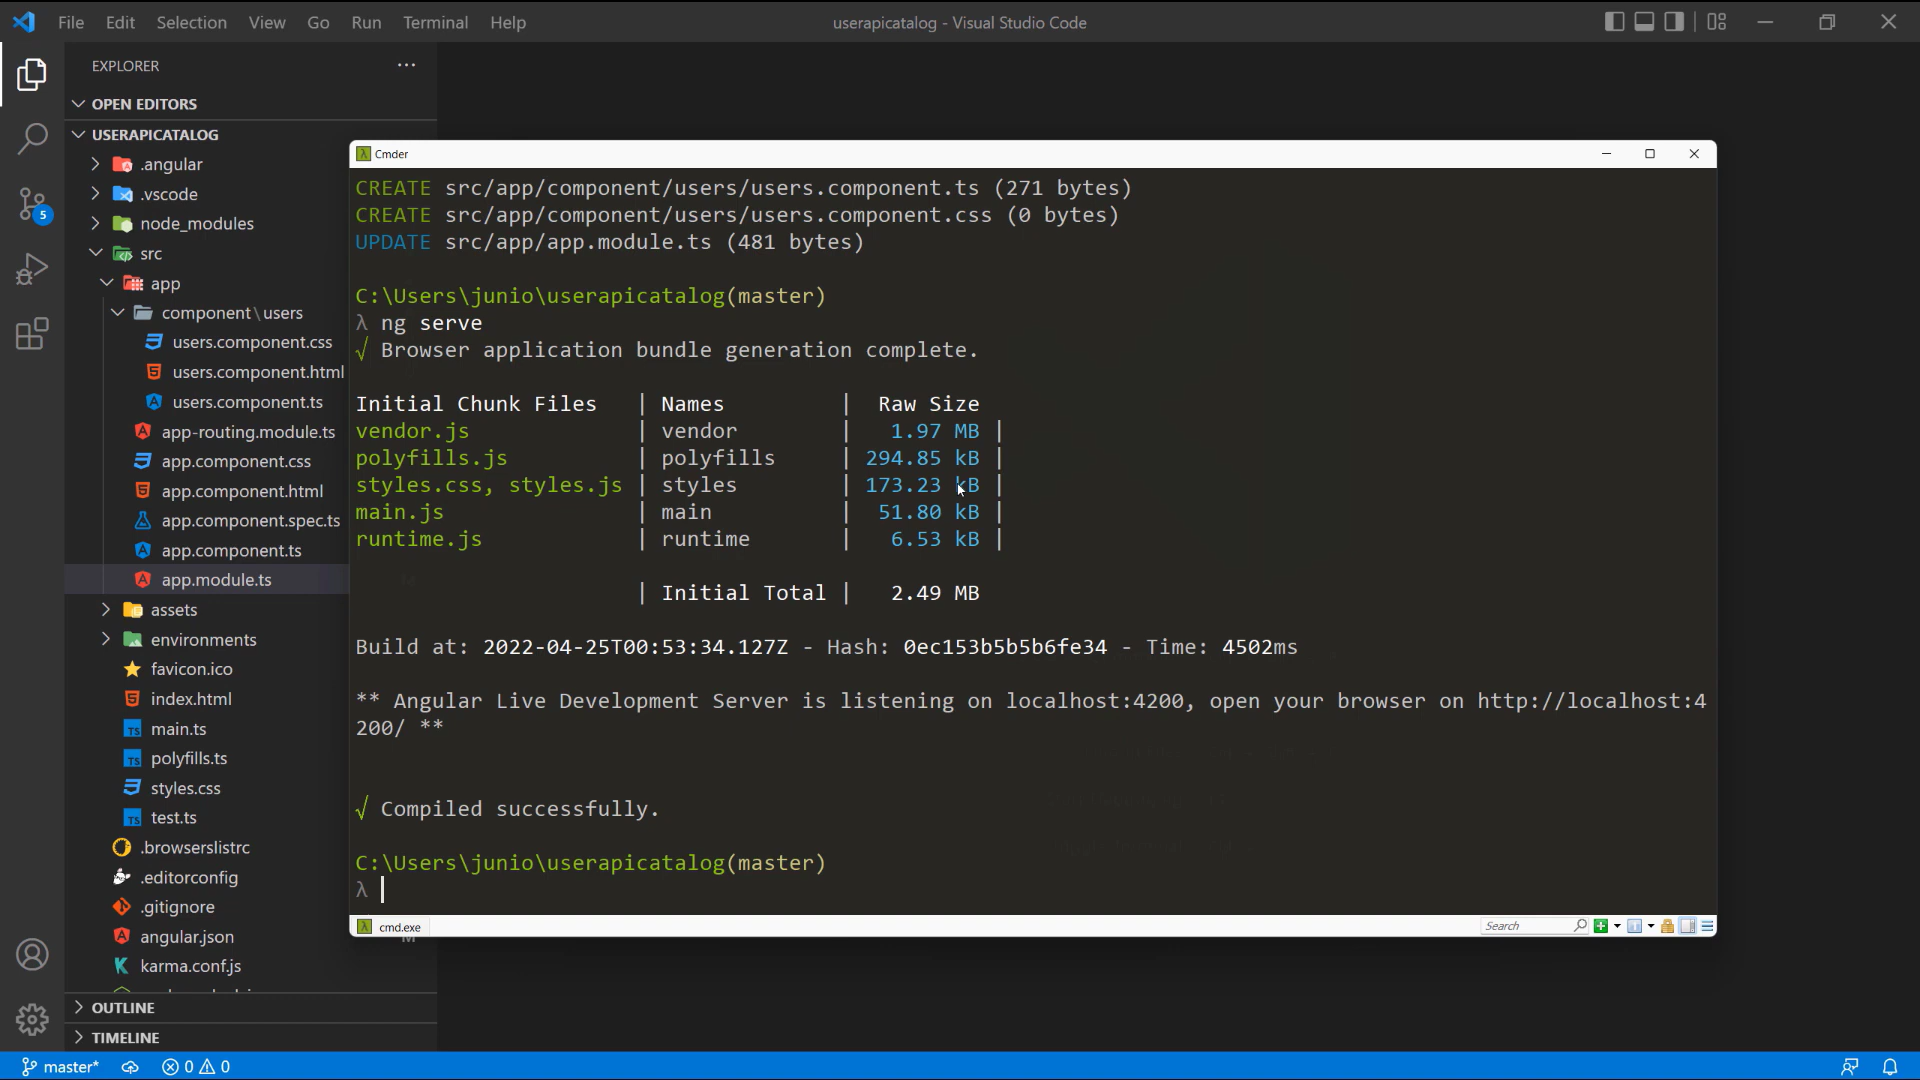 File Edit Selection View Go Run Terminal Help
userapicatalog - Visual Studio Code
EXPLORER
OPEN EDITORS
USERAPICATALOG
.angular
.vscode
node_modules
src
app
component\users
users.component.css
users.component.html
users.component.ts
app-routing.module.ts
app.component.css
app.component.html
app.component.spec.ts
app.component.ts
app.module.ts
assets
environments
favicon.ico
index.html
main.ts
polyfills.ts
styles.css
test.ts
.browserslistrc
.editorconfig
.gitignore
angular.json
M
karma.conf.js
OUTLINE
TIMELINE
5
λ Cmder
CREATE src/app/component/users/users.component.ts (271 bytes)
CREATE src/app/component/users/users.component.css (0 bytes)
UPDATE src/app/app.module.ts (481 bytes)
C:\Users\junio\userapicatalog(master)
λ ng serve
√ Browser application bundle generation complete.
Initial Chunk Files | Names | Raw Size
vendor.js | vendor | 1.97 MB |
polyfills.js | polyfills | 294.85 kB |
styles.css, styles.js | styles | 173.23 kB |
main.js | main | 51.80 kB |
runtime.js | runtime | 6.53 kB |
| Initial Total | 2.49 MB
Build at: 2022-04-25T00:53:34.127Z - Hash: 0ec153b5b5b6fe34 - Time: 4502ms
** Angular Live Development Server is listening on localhost:4200, open your browser on http://localhost:4
200/ **
√ Compiled successfully.
C:\Users\junio\userapicatalog(master)
λ
λ cmd.exe
Search
master* 0 0